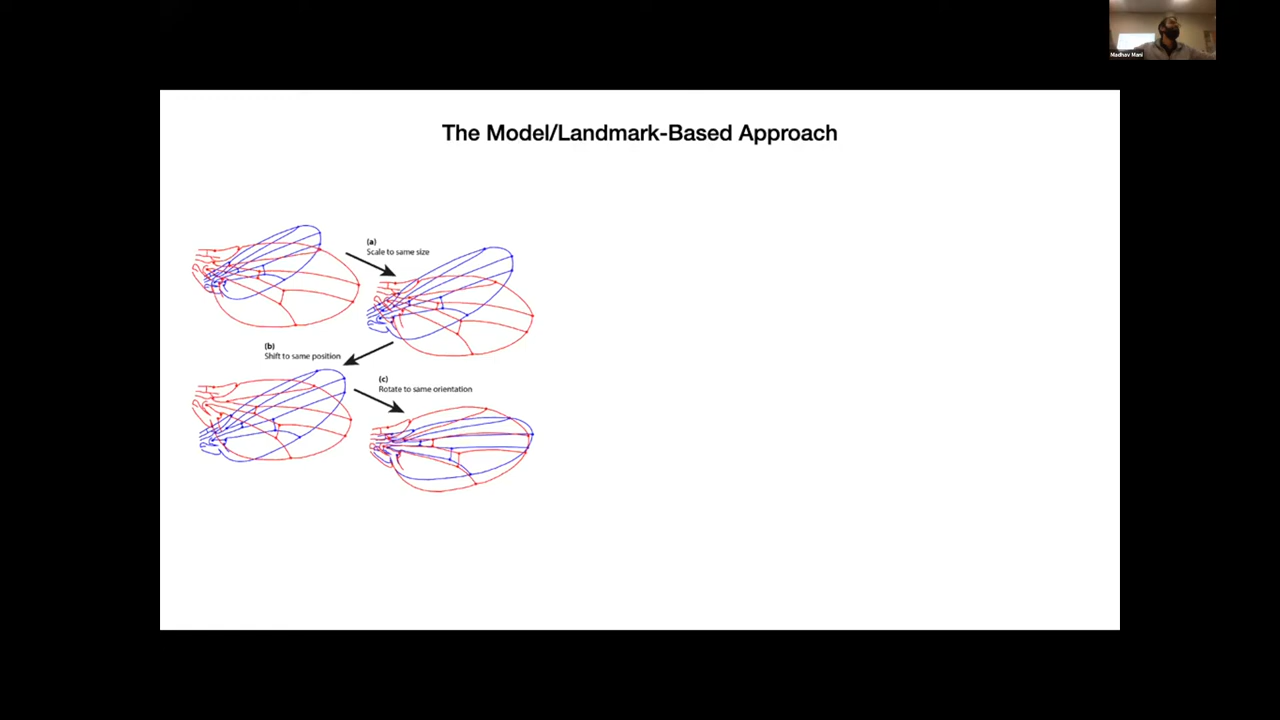 Madhav Mani
The Model/Landmark-Based Approach
(a)
Scale to same size
(b)
Shift to same position
(c)
Rotate to same orientation